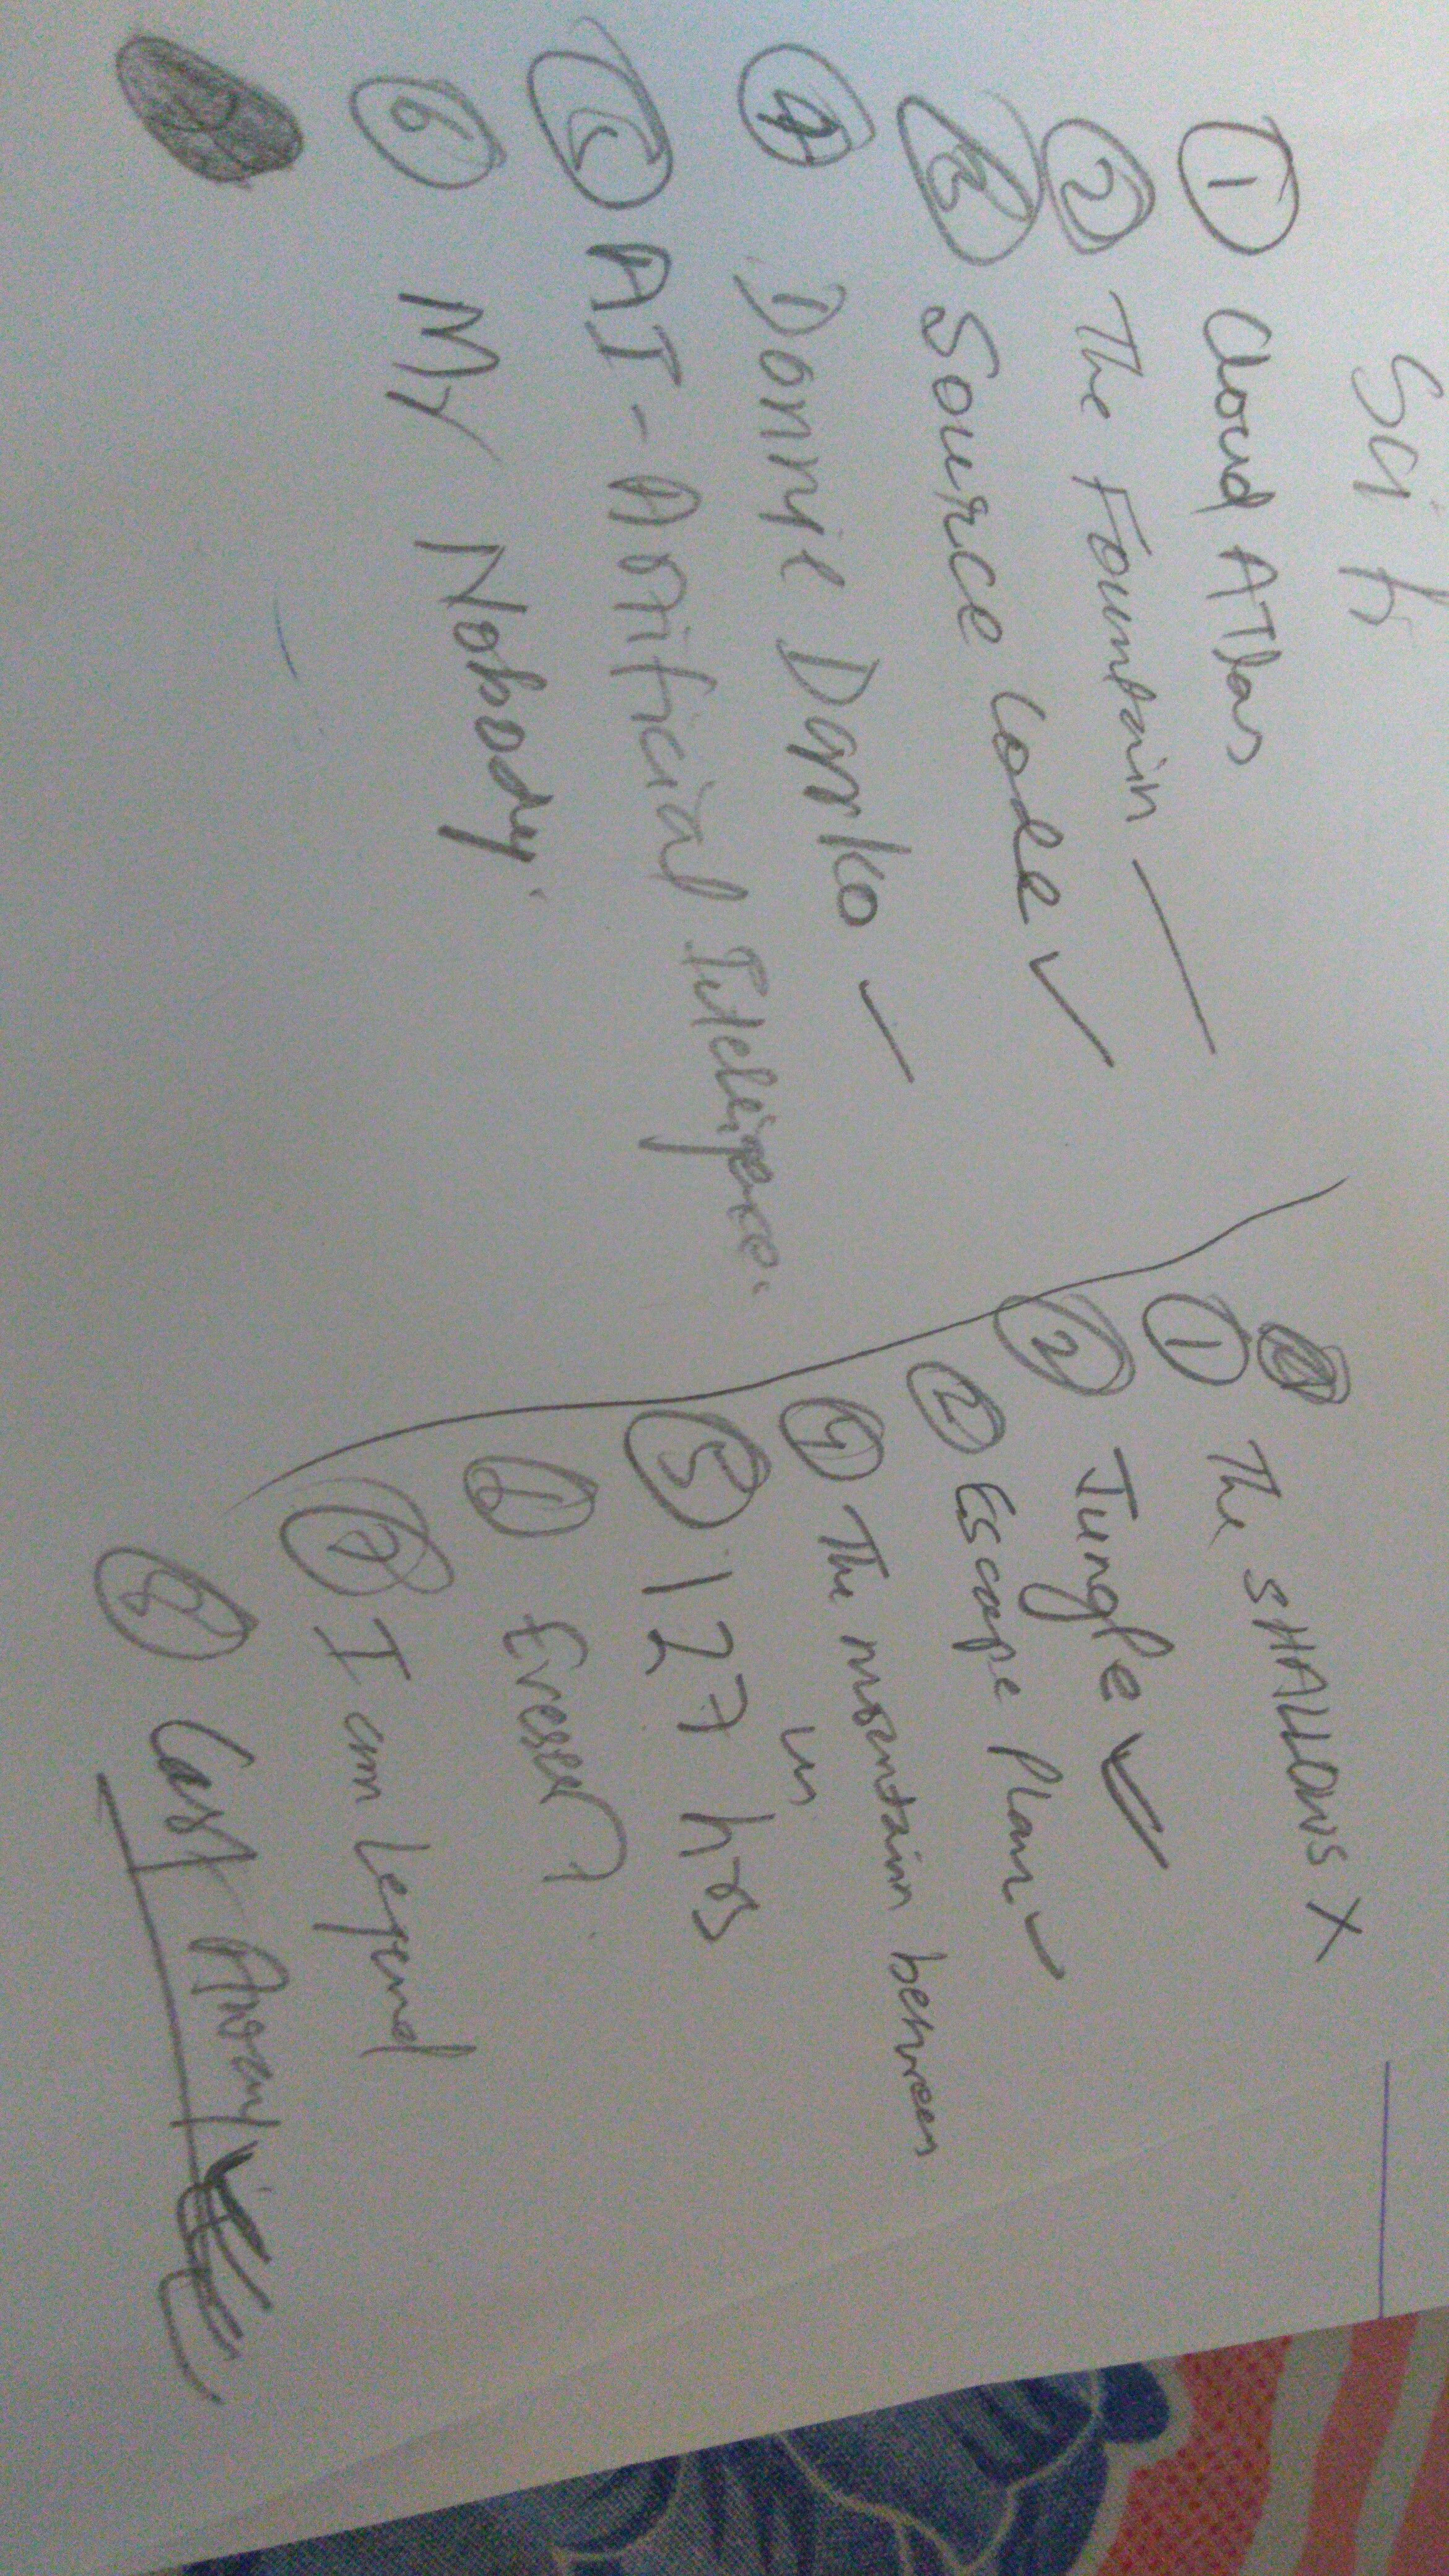 Sci fi
① Cloud Atlas
② The Fountain
③ Source Code ✓
④ Donnie Darko ✓
⑤ AI - Artificial Intelligence.
⑥ Mr Nobody.
① The SHALLOWS X
② Jungle ✓
② Escape Plan ✓
④ The mountain between
us
⑤ 127 hrs
⑥ Everest?
⑦ I am Legend
⑧ Cast Away ✓